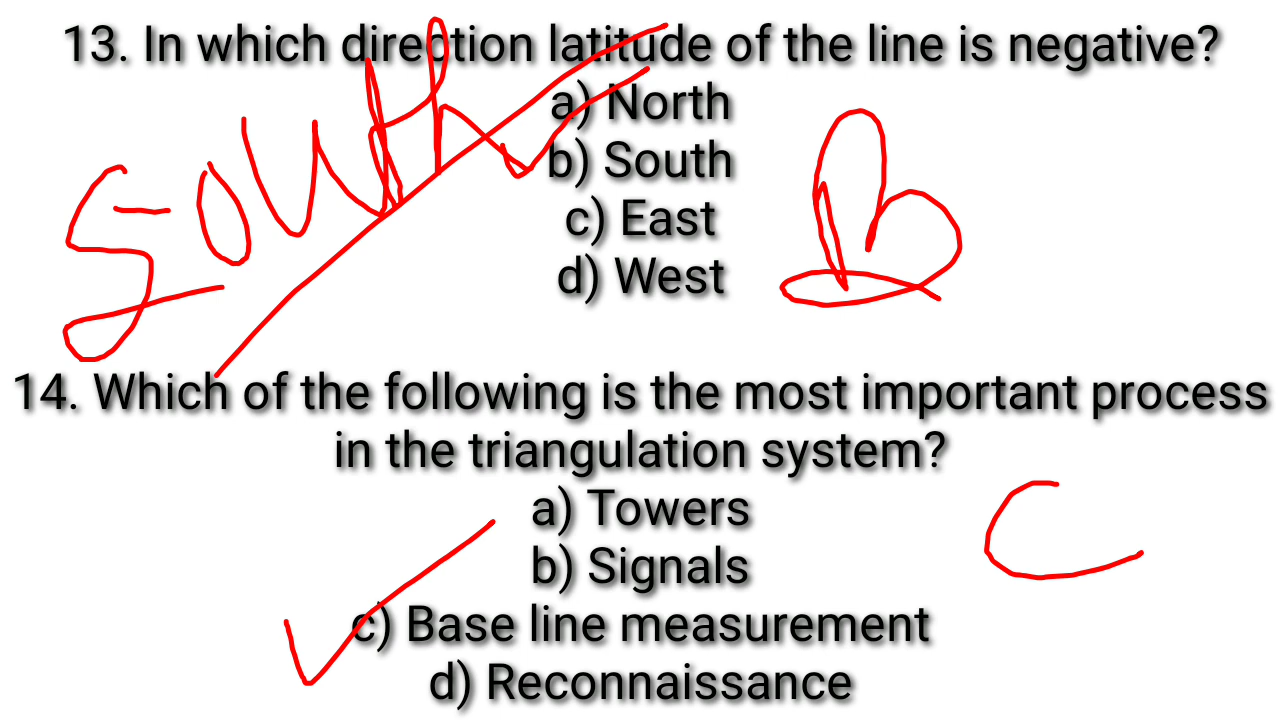 13. In which direction latitude of the line is negative?
a) North
South
b) South
B
c) East
d) West
14. Which of the following is the most important process
in the triangulation system?
a) Towers
C
b) Signals
c) Base line measurement
d) Reconnaissance